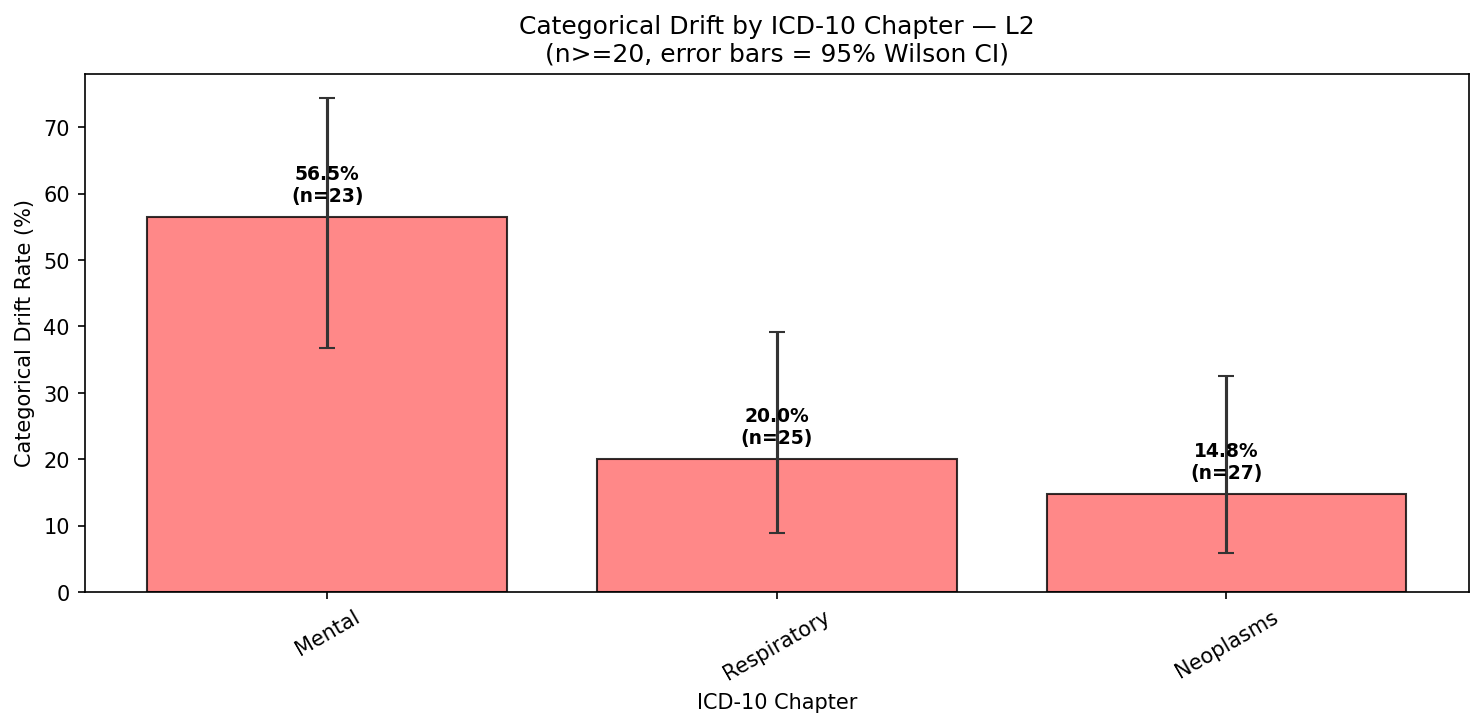 Categorical Drift by ICD-10 Chapter — L2
(n>=20, error bars = 95% Wilson CI)
Categorical Drift Rate (%)
70
60
50
40
30
20
10
0
56.5%
(n=23)
20.0%
(n=25)
14.8%
(n=27)
Mental
Respiratory
Neoplasms
ICD-10 Chapter